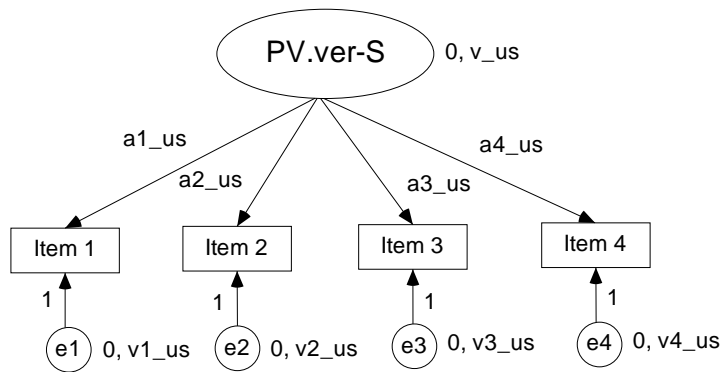 PV.ver-S
0, v_us
a1_us
a2_us
a3_us
a4_us
Item 1
Item 2
Item 3
Item 4
1
1
1
1
e1
0, v1_us
e2
0, v2_us
e3
0, v3_us
e4
0, v4_us